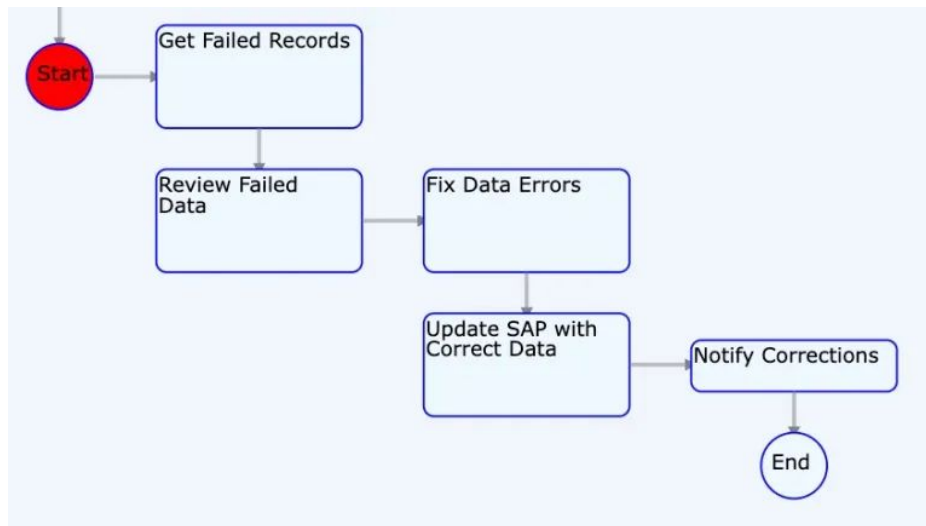 Start
Get Failed Records
Review Failed
Data
Fix Data Errors
Update SAP with
Correct Data
Notify Corrections
End